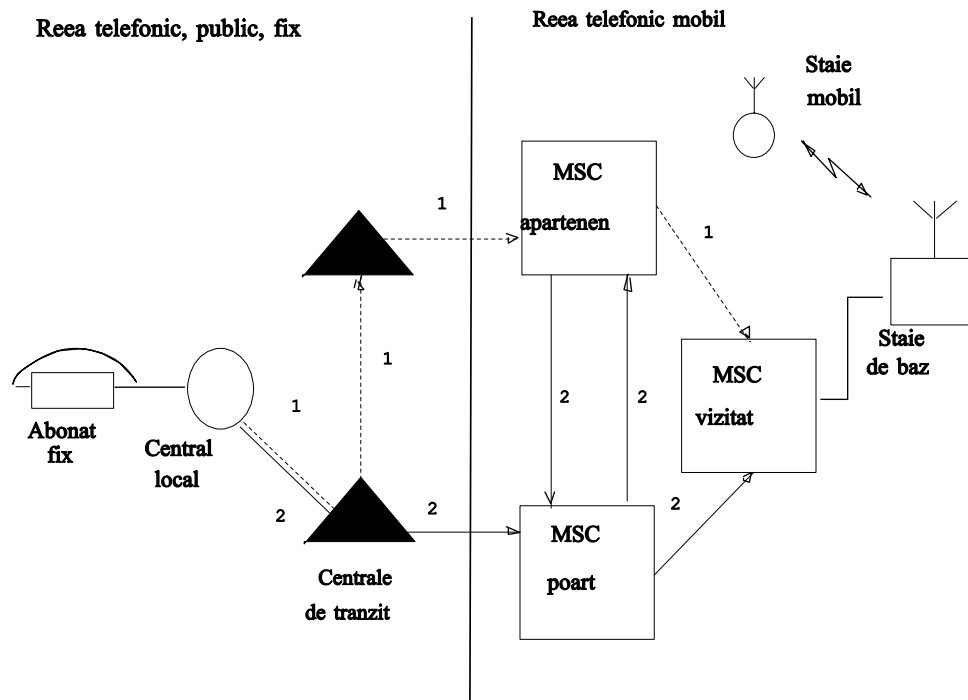 Reea telefonic, public, fix
Reea telefonic mobil
Staie
mobil
MSC
apartenen
1
1
1
1
2
2
MSC
vizitat
Staie
de baz
Abonat
fix
Central
local
2
2
2
MSC
poart
Centrale
de tranzit